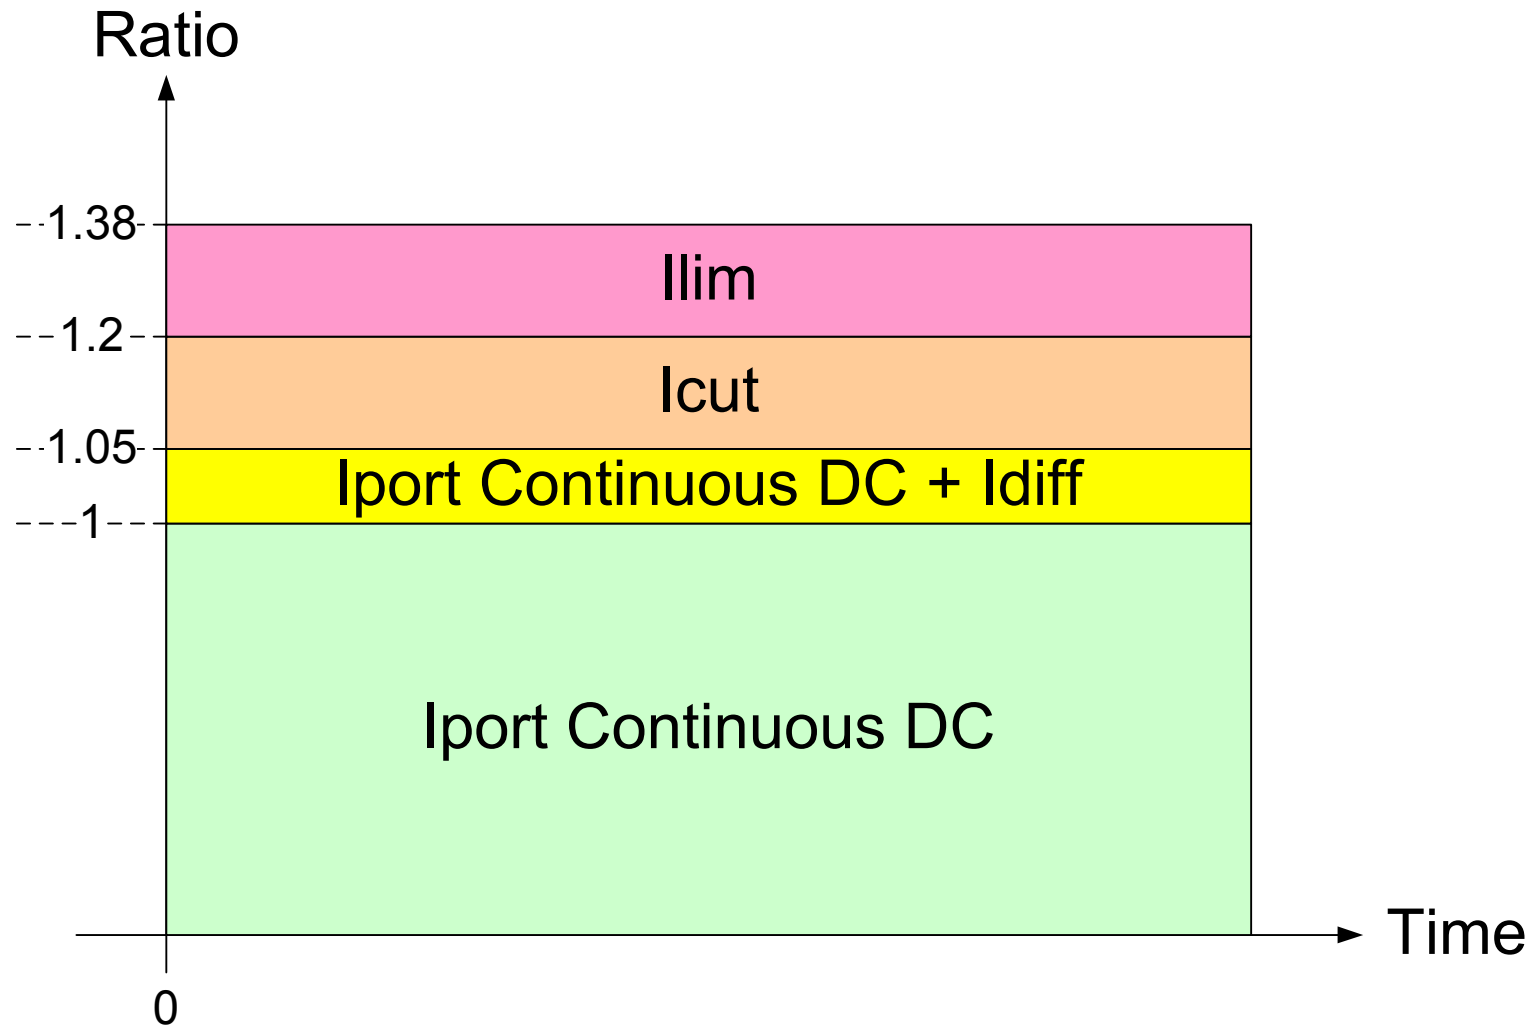 Ratio
1.38
Ilim
1.2
Icut
1.05
Iport Continuous DC + Idiff
1
Iport Continuous DC
Time
0